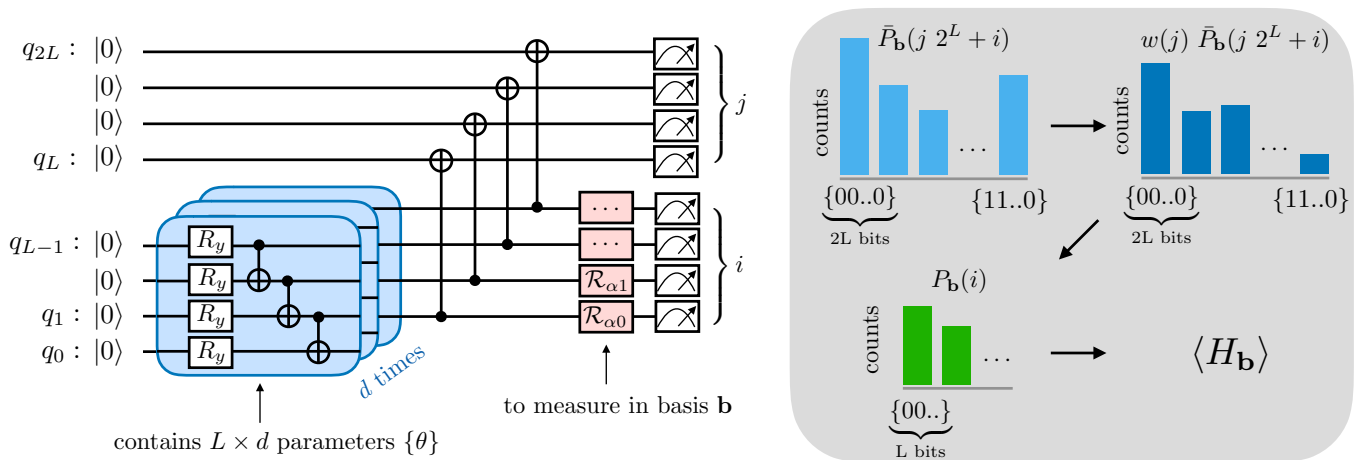 q_{2L} : |0⟩
|0⟩
|0⟩
q_L : |0⟩
j
q_{L−1} : |0⟩
|0⟩
q_1 : |0⟩
q_0 : |0⟩
R_y
R_y
R_y
R_y
d times
...
...
R_{α1}
R_{α0}
i
contains L × d parameters {θ}
to measure in basis b
P̄_b(j 2^L + i)
counts
...
{00..0}
{11..0}
2L bits
w(j) P̄_b(j 2^L + i)
counts
...
{00..0}
{11..0}
2L bits
P_b(i)
counts
...
{00..}
L bits
⟨H_b⟩